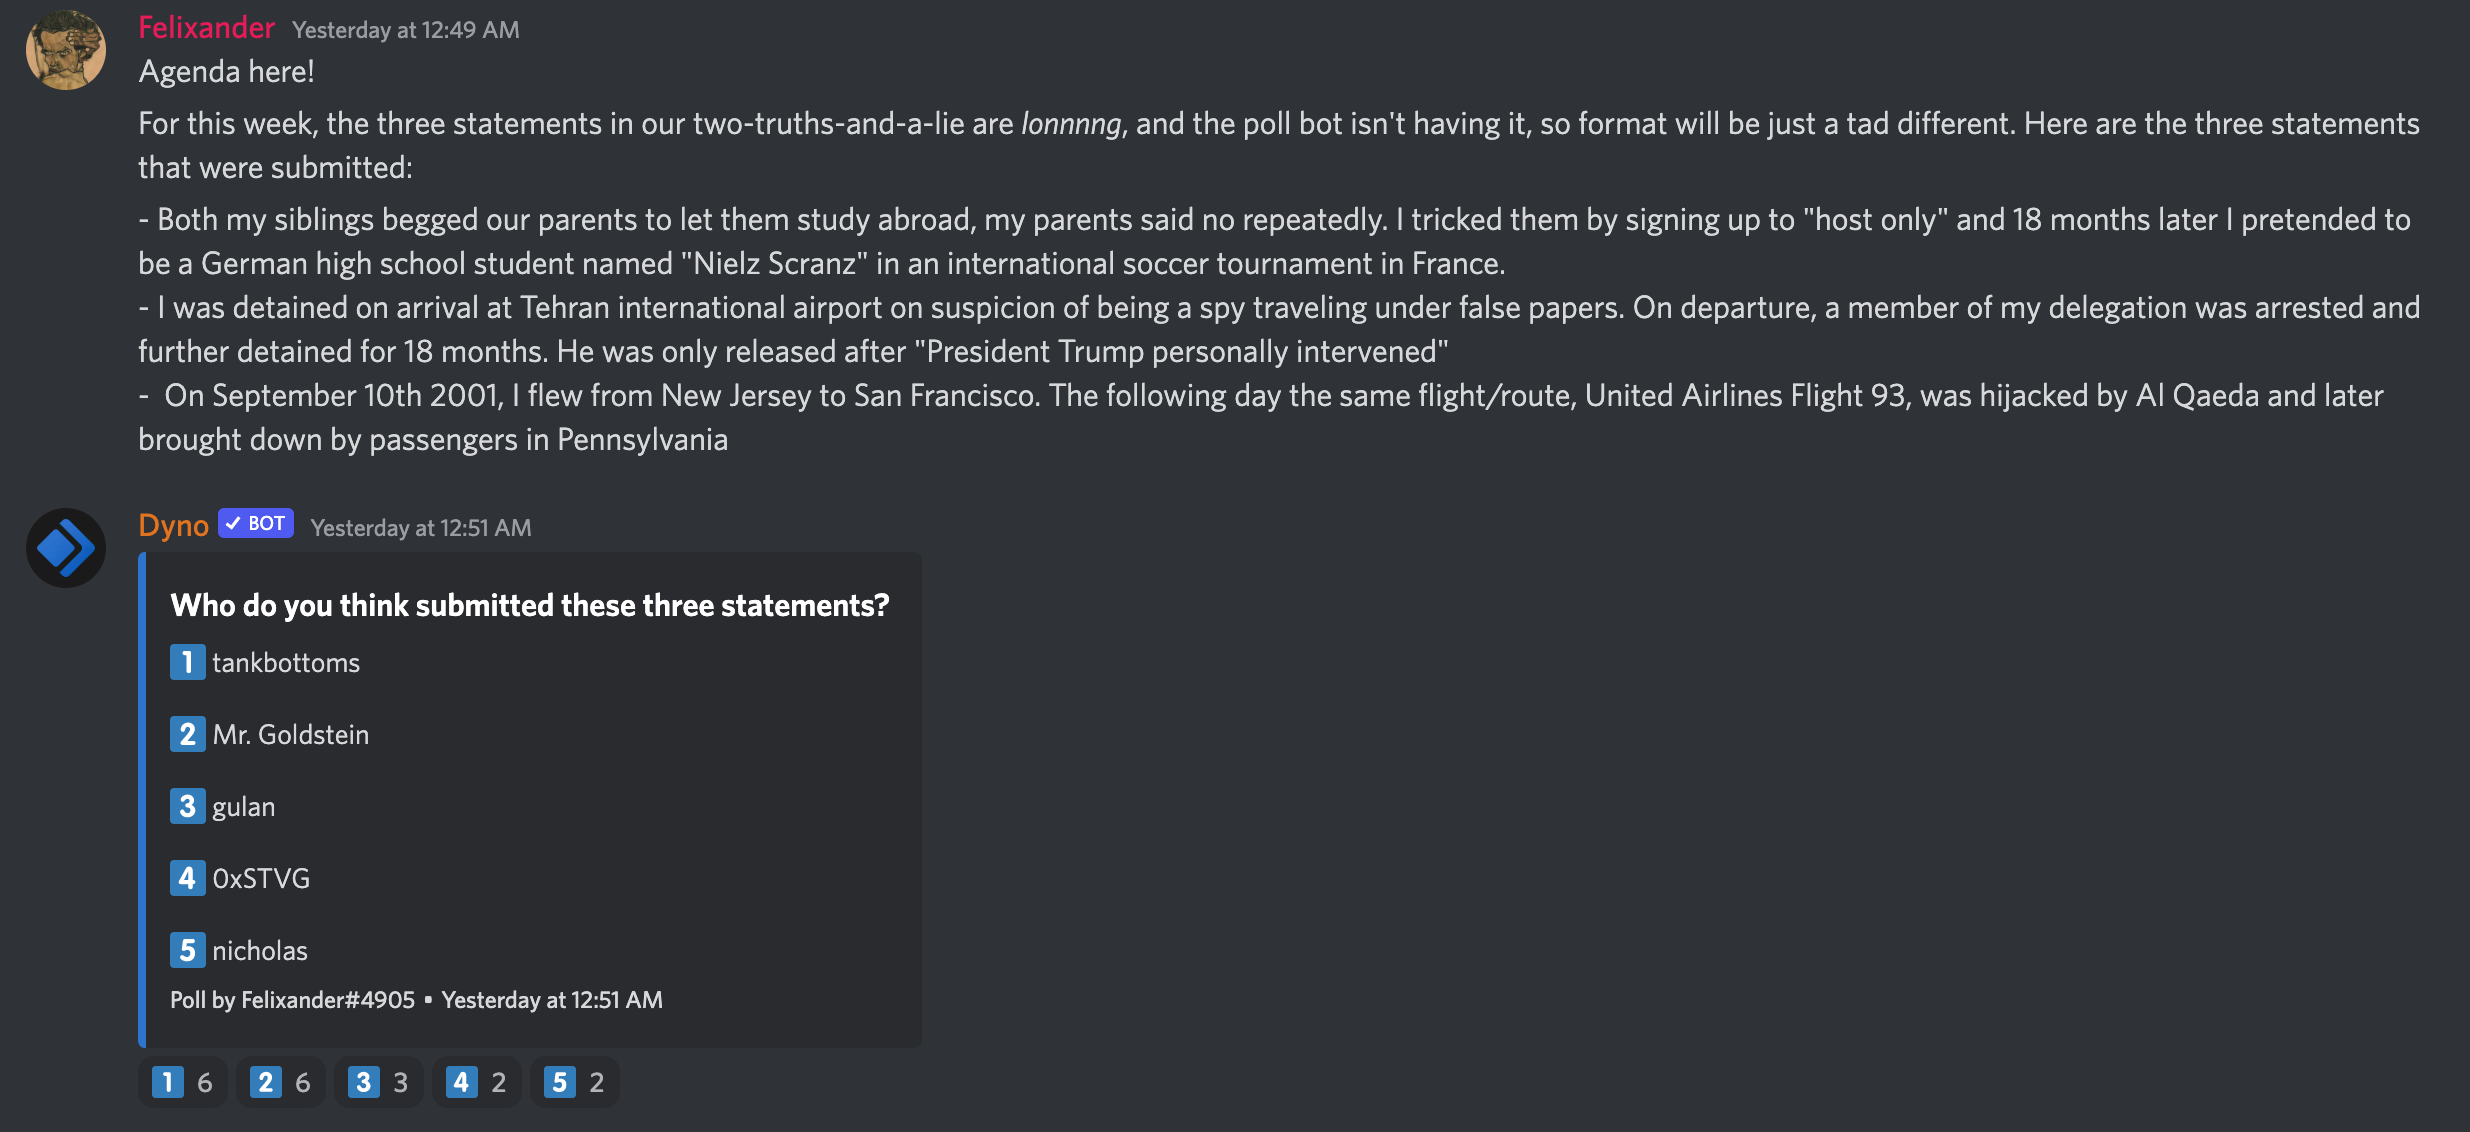 Felixander Yesterday at 12:49 AM
Agenda here!
For this week, the three statements in our two-truths-and-a-lie are lonnnng, and the poll bot isn't having it, so format will be just a tad different. Here are the three statements
that were submitted:
- Both my siblings begged our parents to let them study abroad, my parents said no repeatedly. I tricked them by signing up to "host only" and 18 months later I pretended to
be a German high school student named "Nielz Scranz" in an international soccer tournament in France.
- I was detained on arrival at Tehran international airport on suspicion of being a spy traveling under false papers. On departure, a member of my delegation was arrested and
further detained for 18 months. He was only released after "President Trump personally intervened"
- On September 10th 2001, I flew from New Jersey to San Francisco. The following day the same flight/route, United Airlines Flight 93, was hijacked by Al Qaeda and later
brought down by passengers in Pennsylvania
Dyno ✓ BOT Yesterday at 12:51 AM
Who do you think submitted these three statements?
1 tankbottoms
2 Mr. Goldstein
3 gulan
4 0xSTVG
5 nicholas
Poll by Felixander#4905 • Yesterday at 12:51 AM
1 6 2 6 3 3 4 2 5 2